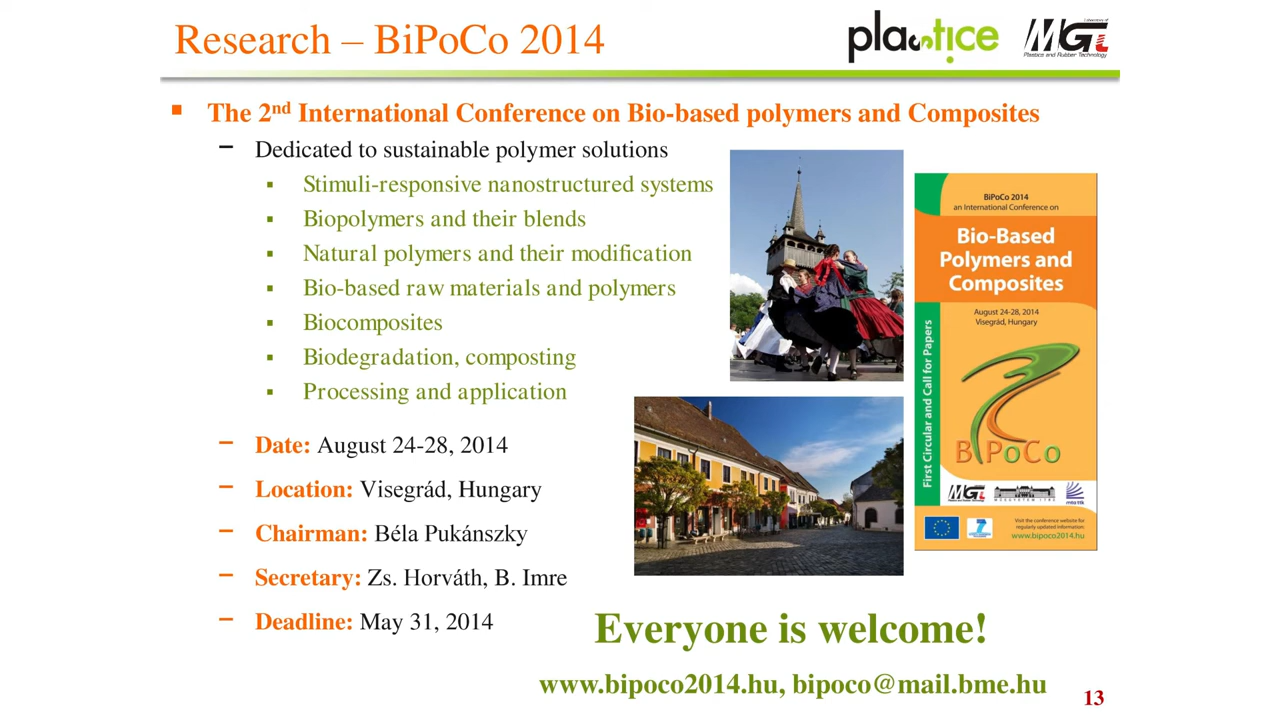 Research – BiPoCo 2014
plastice
Laboratory of
MGT
Plastics and Rubber Technology
▪ The 2nd International Conference on Bio-based polymers and Composites
− Dedicated to sustainable polymer solutions
▪ Stimuli-responsive nanostructured systems
▪ Biopolymers and their blends
▪ Natural polymers and their modification
▪ Bio-based raw materials and polymers
▪ Biocomposites
▪ Biodegradation, composting
▪ Processing and application
− Date: August 24-28, 2014
− Location: Visegrád, Hungary
− Chairman: Béla Pukánszky
− Secretary: Zs. Horváth, B. Imre
− Deadline: May 31, 2014
BiPoCo 2014
an International Conference on
Bio-Based
Polymers and
Composites
August 24-28, 2014
Visegrád, Hungary
First Circular and Call for Papers
BiPoCo
MGT
Visit the conference website for
regularly updated information:
www.bipoco2014.hu
Everyone is welcome!
www.bipoco2014.hu, bipoco@mail.bme.hu
13